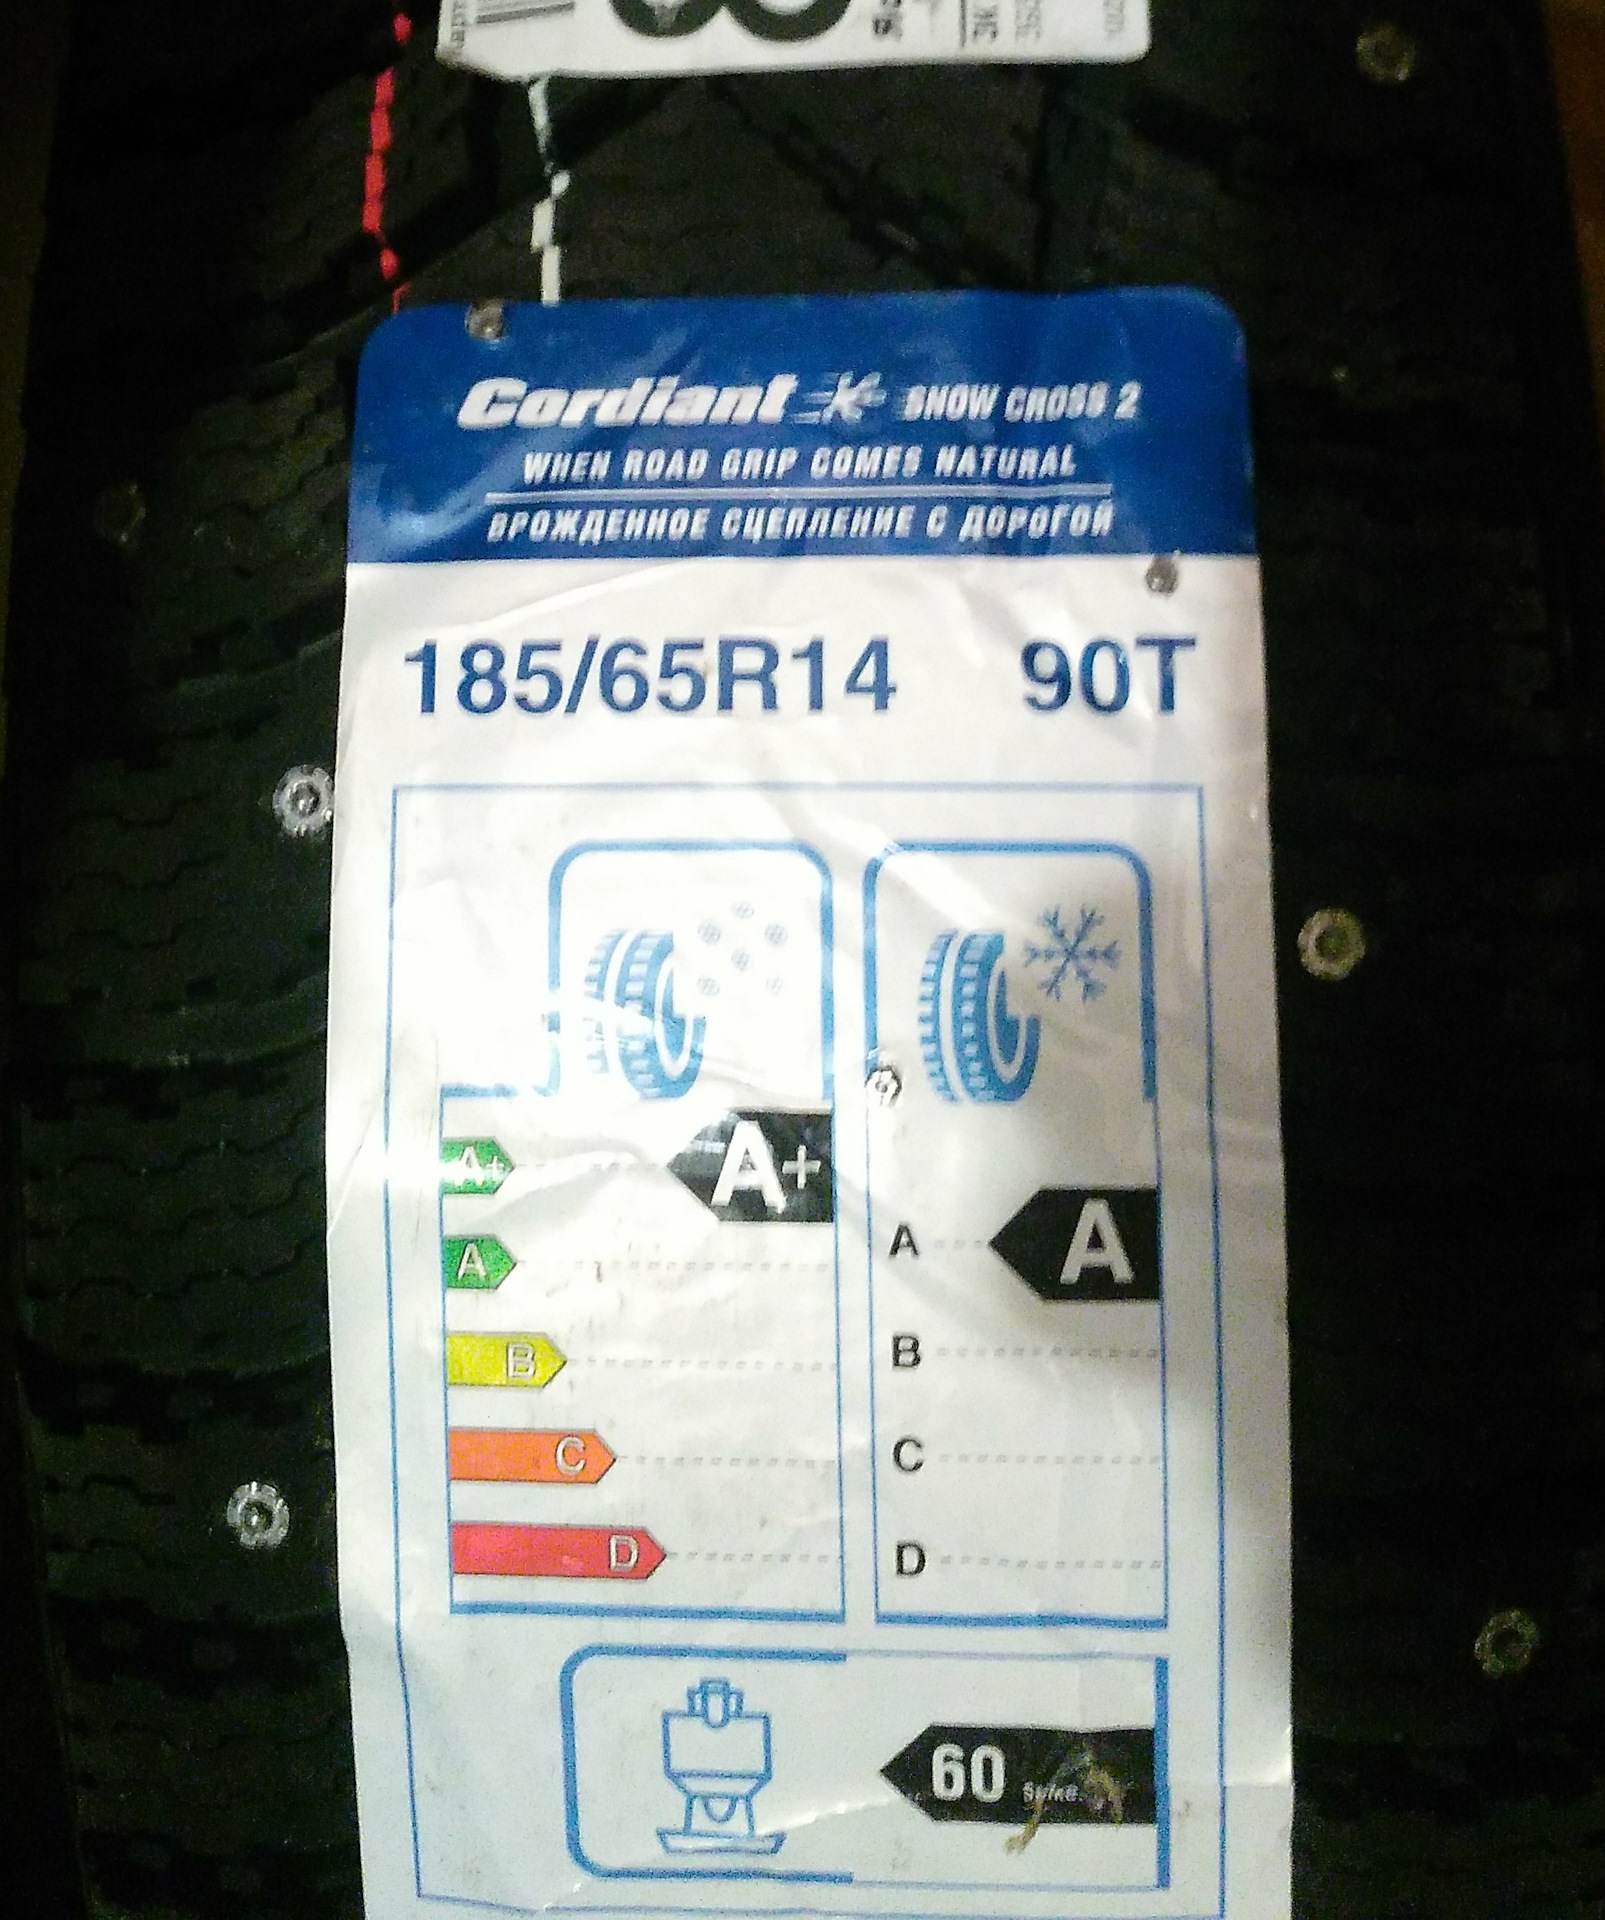 Cordiant SNOW CROSS 2
WHEN ROAD GRIP COMES NATURAL
ВРОЖДЕННОЕ СЦЕПЛЕНИЕ С ДОРОГОЙ
185/65R14 90T
A+ A+
A
B
C
D
A A
B
C
D
60